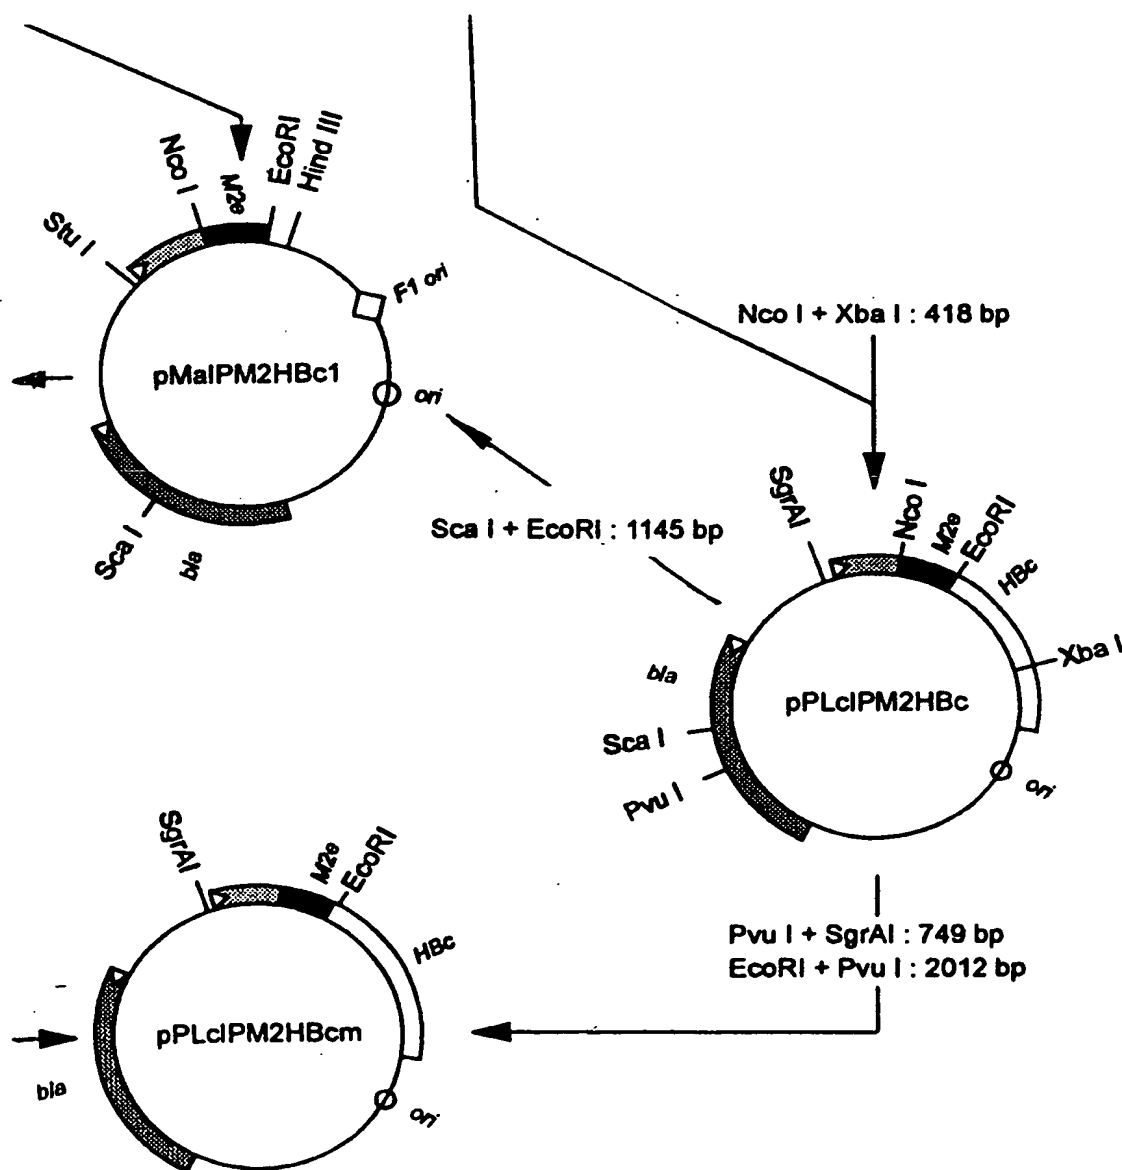 Nco I
M2e
EcoRI
Hind III
Stu I
F1 ori
pMalPM2HBc1
ori
Sca I
bla
Nco I + Xba I : 418 bp
Sca I + EcoRI : 1145 bp
SgrAI
Nco I
M2e
EcoRI
HBc
Xba I
bla
pPLcIPM2HBc
Sca I
Pvu I
ori
Pvu I + SgrAI : 749 bp
EcoRI + Pvu I : 2012 bp
SgrAI
M2e
EcoRI
HBc
pPLcIPM2HBcm
bla
ori